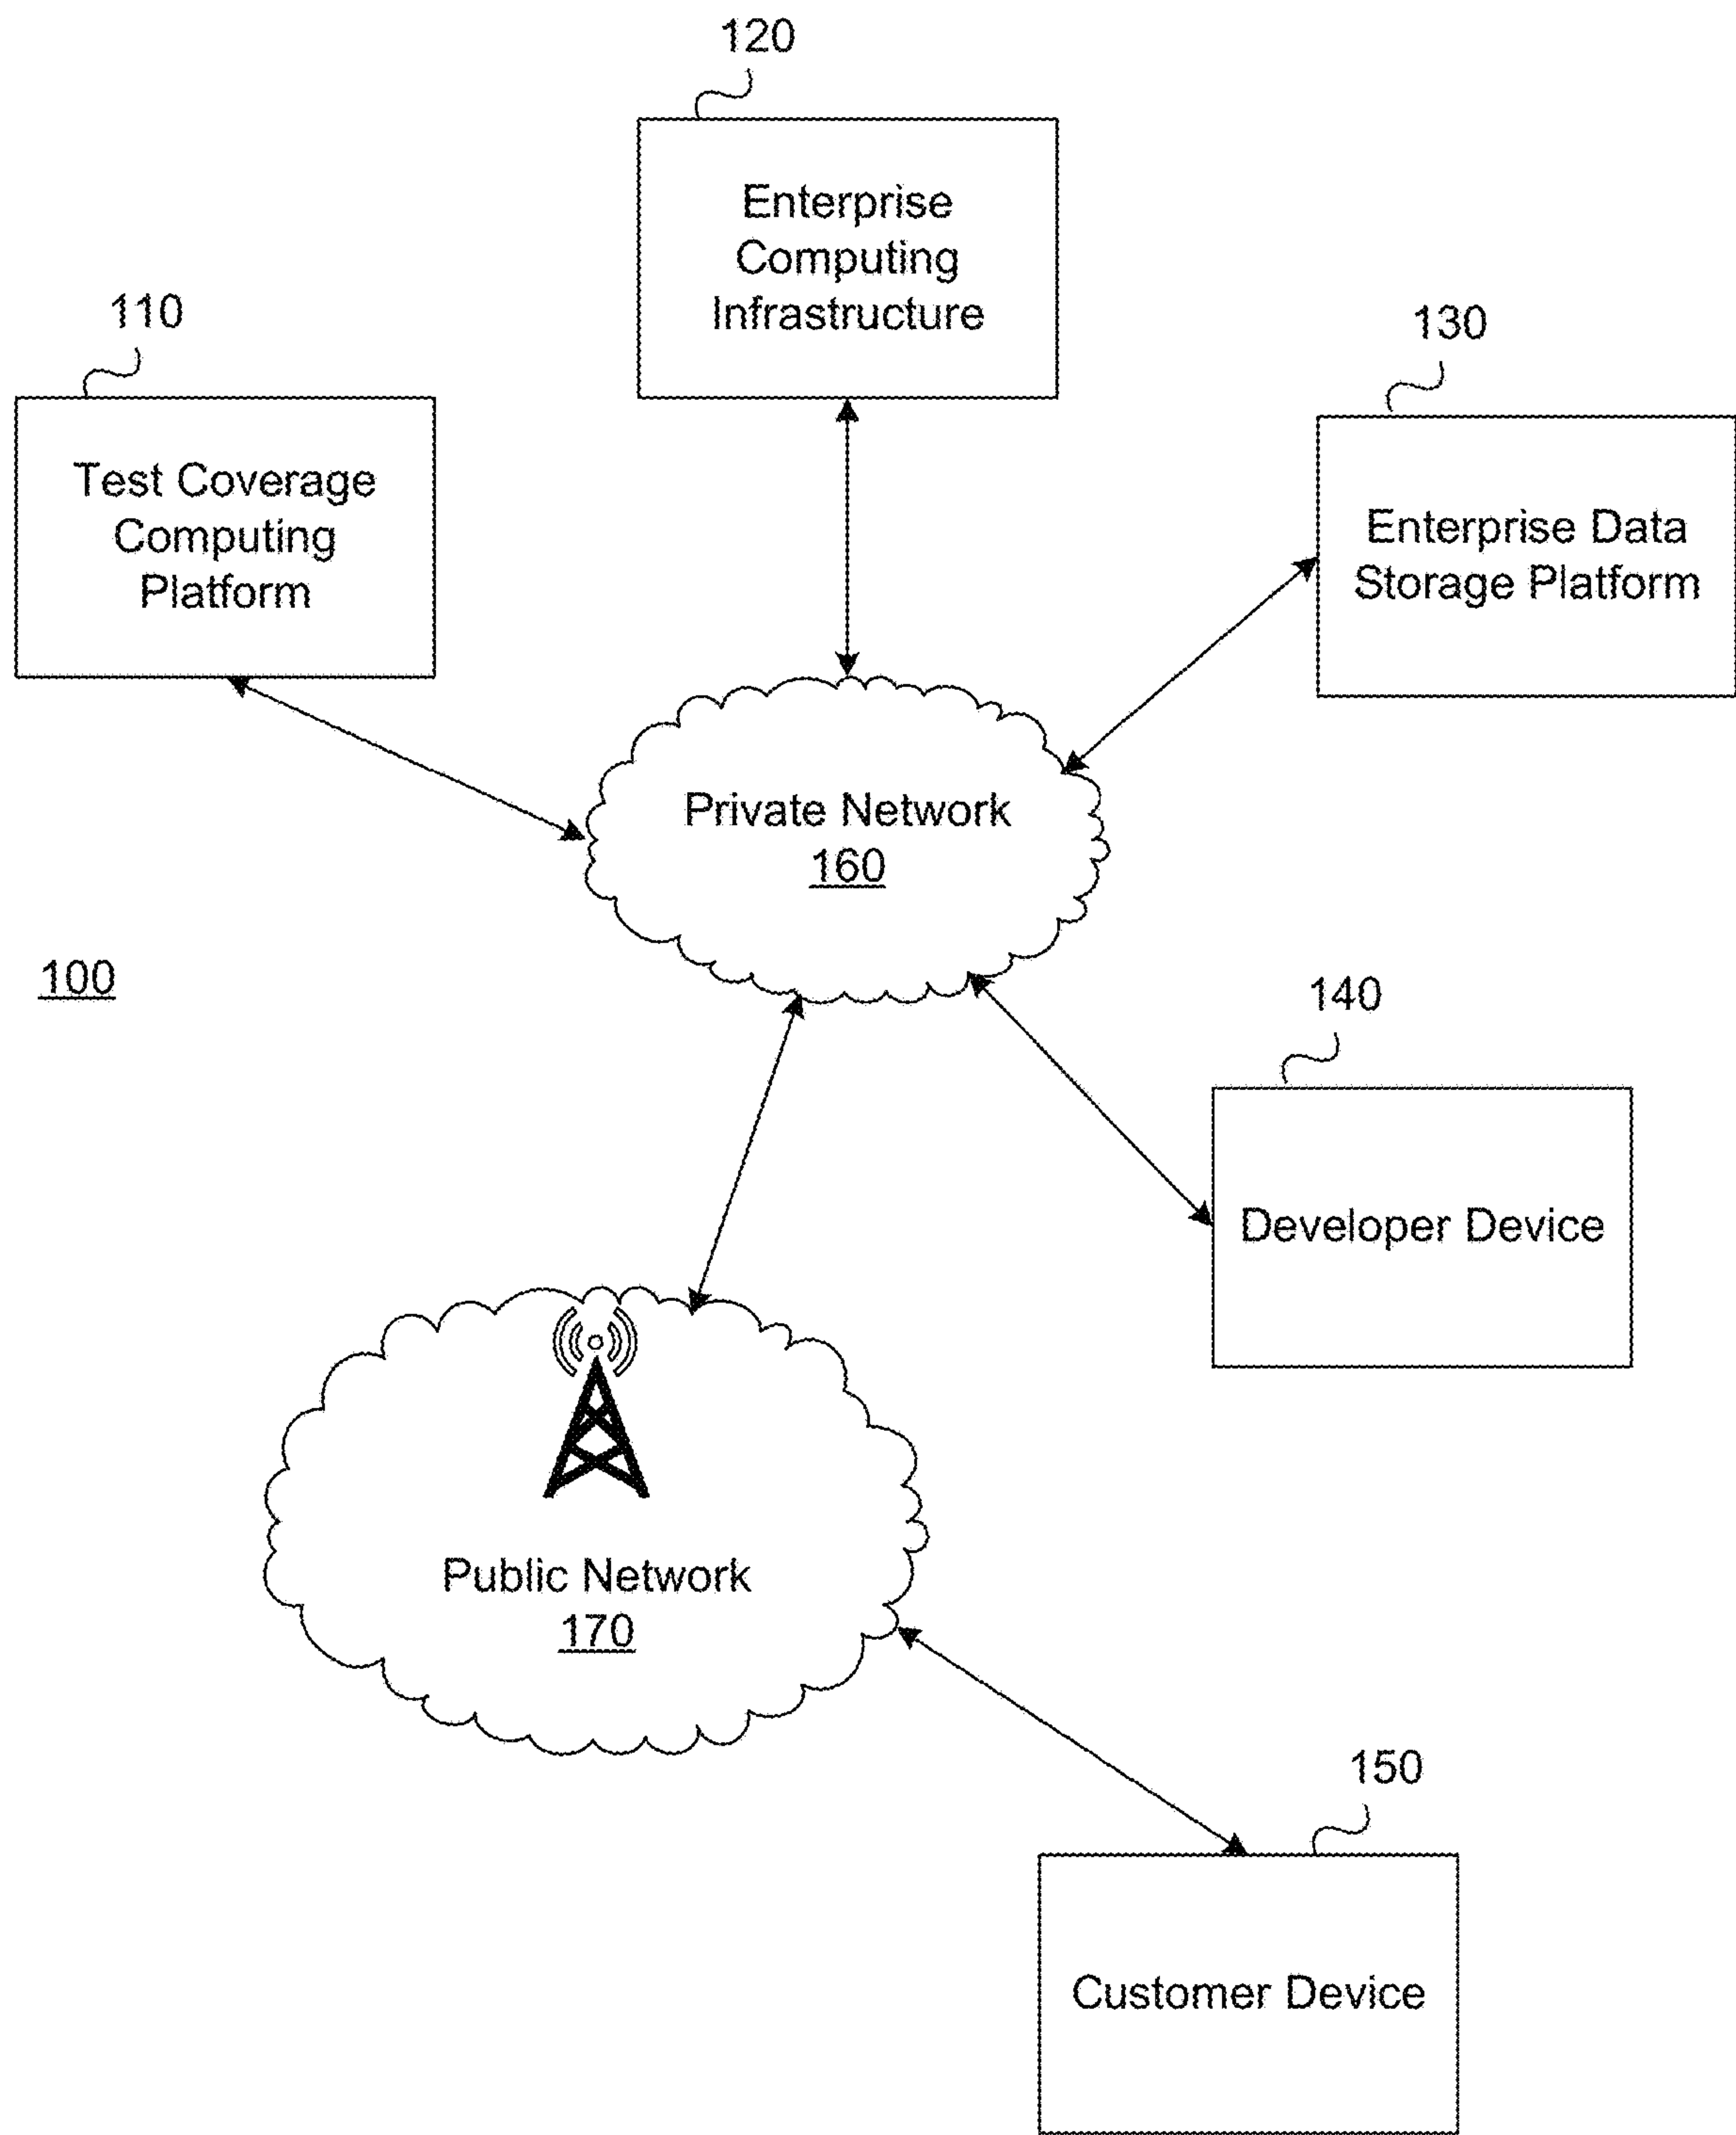 120
Enterprise
Computing
Infrastructure
110
Test Coverage
Computing
Platform
130
Enterprise Data
Storage Platform
Private Network
160
100
140
Developer Device
Public Network
170
150
Customer Device